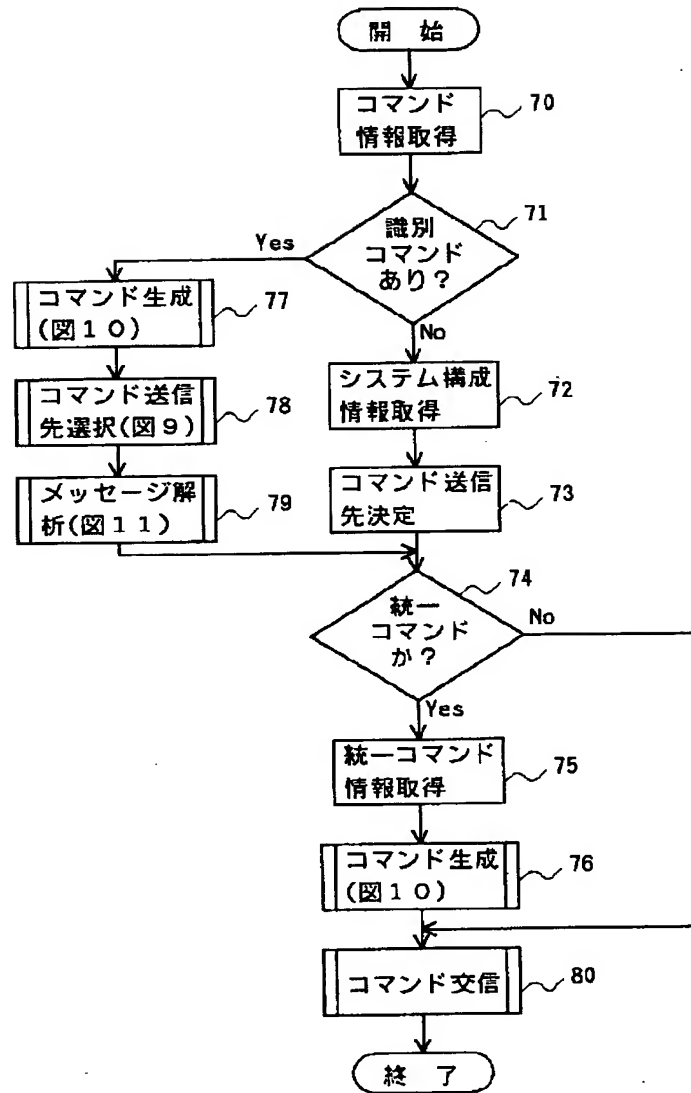 開 始
コマンド
情報取得
70
識別
コマンド
あり?
71
Yes
No
コマンド生成
(図10)
77
コマンド送信
先選択(図9)
78
メッセージ解
析(図11)
79
システム構成
情報取得
72
コマンド送信
先決定
73
統一
コマンド
か?
74
No
Yes
統一コマンド
情報取得
75
コマンド生成
(図10)
76
コマンド交信
80
終 了